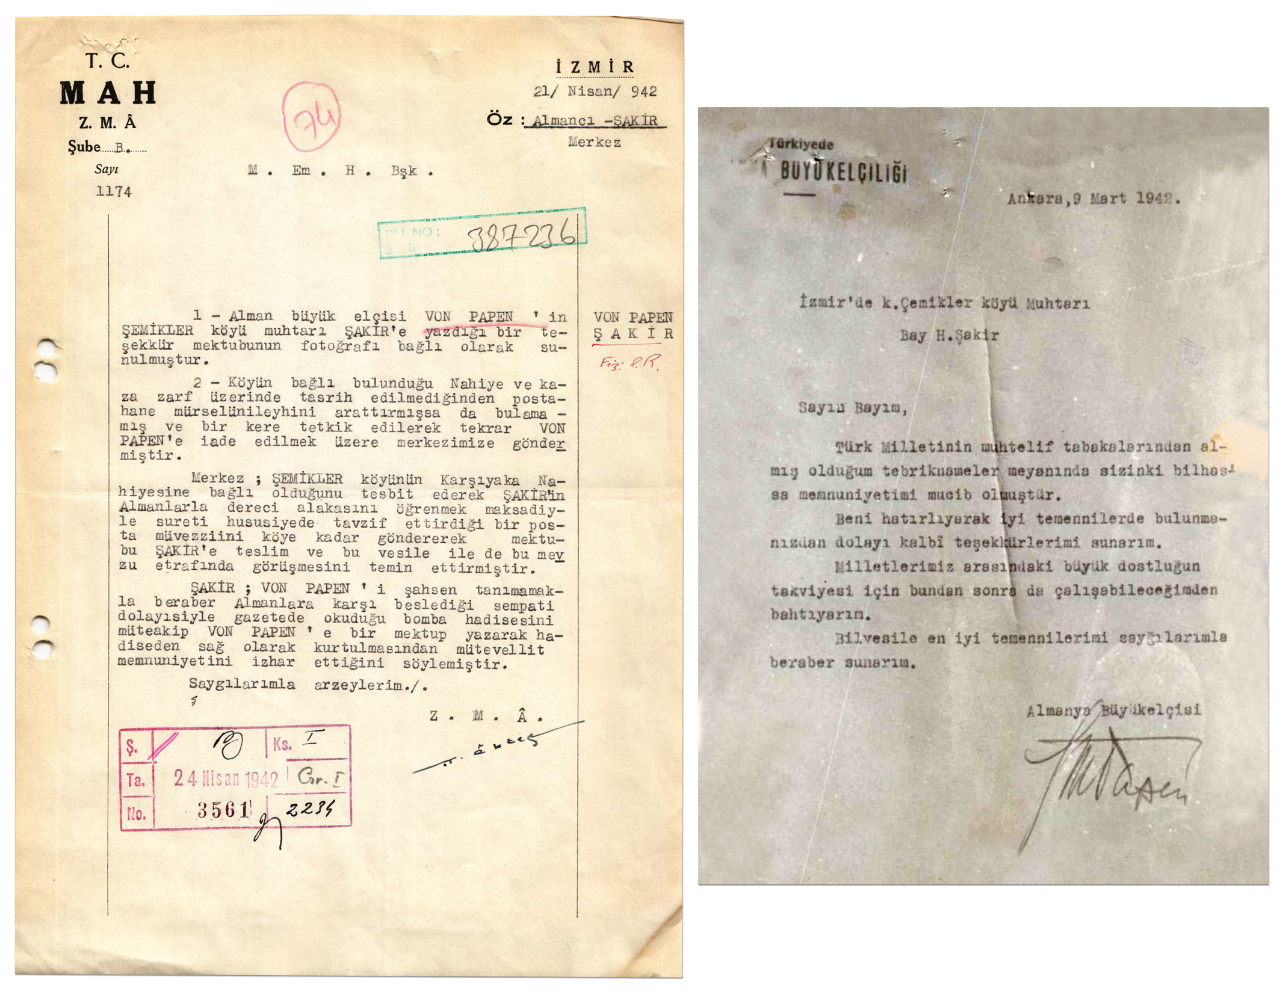 T. C.
MAH
Z. M. Â
Şube B.
Sayı
1174
İZMİR
21/ Nisan/ 942
Öz : Almancı -ŞAKİR
Merkez
74
M . Em . H . Bşk .
NO:
387236
1 - Alman büyük elçisi VON PAPEN ' in
ŞEMİKLER köyü muhtarı ŞAKİR'e yazdığı bir te-
şekkür mektubunun fotoğrafı bağlı olarak su-
nulmuştur.
VON PAPEN
ŞAKİR
2 - Köyün bağlı bulunduğu Nahiye ve ka-
za zarf üzerinde tasrih edilmediğinden posta-
hane mürselünileyhini arattırmışsa da bulama -
mış ve bir kere tetkik edilerek tekrar VON
PAPEN'e iade edilmek üzere merkezimize gönder
miştir.
Merkez ; ŞEMİKLER köyünün Karşıyaka Na-
hiyesine bağlı olduğunu tesbit ederek ŞAKİR'in
Almanlarla dereci alakasını öğrenmek maksadiy-
le sureti hususiyede tavzif ettirdiği bir pos-
ta müvezziini köye kadar göndererek mektu-
bu ŞAKİR'e teslim ve bu vesile ile de bu mev
zu etrafında görüşmesini temin ettirmiştir.
ŞAKİR ; VON PAPEN ' i şahsen tanımamak-
la beraber Almanlara karşı beslediği sempati
dolayısiyle gazetede okuduğu bomba hadisesini
müteakip VON PAPEN ' e bir mektup yazarak ha-
diseden sağ olarak kurtulmasından mütevellit
memnuniyetini izhar ettiğini söylemiştir.
Saygılarımla arzeylerim./.
Z . M . Â .
Ş. B Ks. I
Ta. 24 Nisan 1942 Gr. I
No. 3561 2234
Türkiyede
BÜYÜKELÇİLİĞİ
Ankara,9 Mart 1942.
İzmir'de k.Çemikler köyü Muhtarı
Bay H.Şakir
Sayın Bayım,
Türk Milletinin muhtelif tabakalarından al-
mış olduğum tebriknameler meyanında sizinki bilhas-
sa memnuniyetimi mucib olmuştür.
Beni hatırlıyarak iyi temennilerde bulunma-
nızdan dolayı kalbî teşekkürlerimi sunarım.
Milletlerimiz arasındaki büyük dostluğun
takviyesi için bundan sonra da çalışabileceğimden
bahtıyarım.
Bilvesile en iyi temennilerimi sayğılarımla
beraber sunarım.
Almanya Büyükelçisi